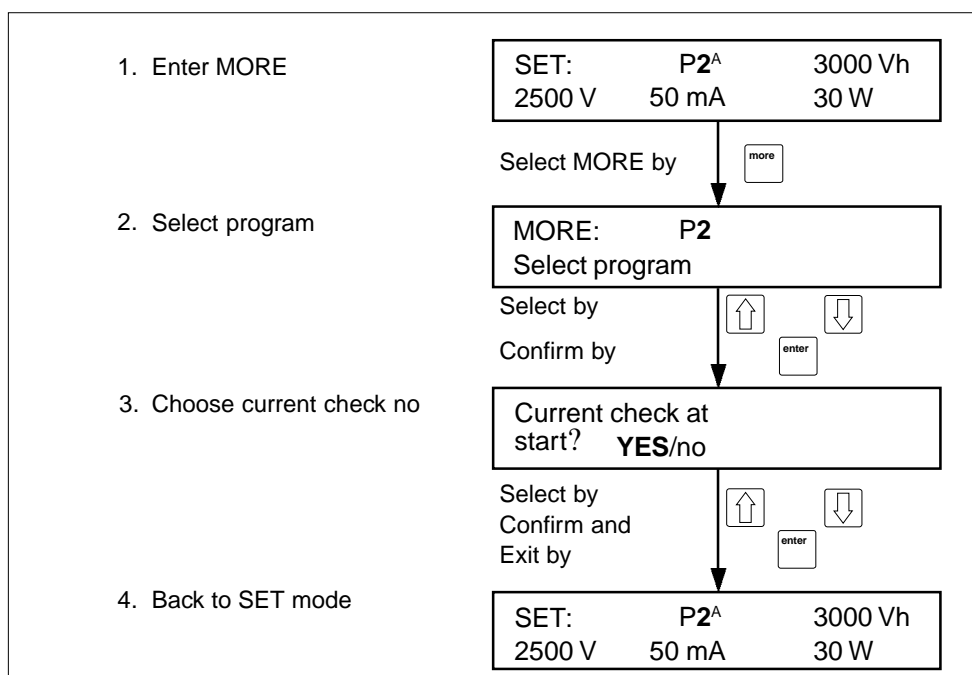 1. Enter MORE
SET: P2ᴬ 3000 Vh
2500 V 50 mA 30 W
Select MORE by more
2. Select program
MORE: P2
Select program
Select by
Confirm by enter
3. Choose current check no
Current check at
start? YES/no
Select by
Confirm and
Exit by enter
4. Back to SET mode
SET: P2ᴬ 3000 Vh
2500 V 50 mA 30 W